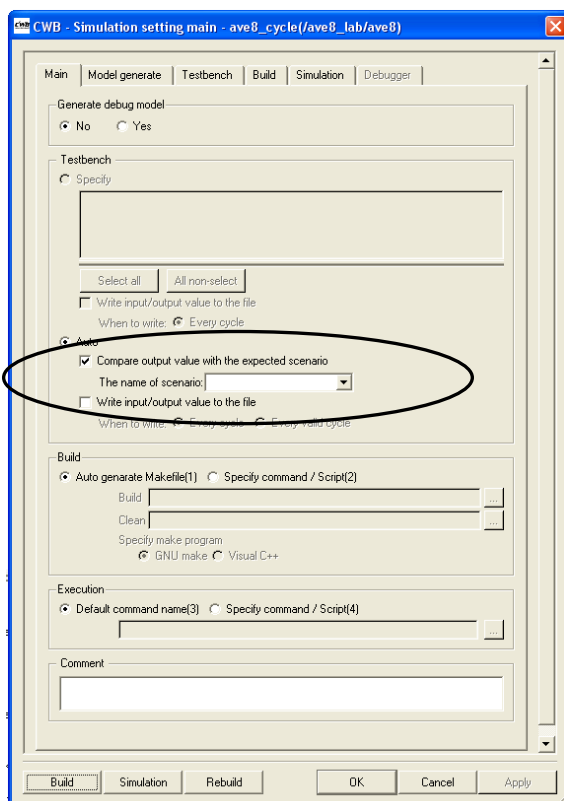 CWB - Simulation setting main - ave8_cycle(/ave8_lab/ave8)
Main Model generate Testbench Build Simulation Debugger
Generate debug model
No Yes
Testbench
Specify
Select all All non-select
Write input/output value to the file
When to write: Every cycle
Auto
Compare output value with the expected scenario
The name of scenario:
Write input/output value to the file
When to write: Every cycle Every valid cycle
Build
Auto genarate Makefile(1) Specify command / Script(2)
Build ...
Clean ...
Specify make program
GNU make Visual C++
Execution
Default command name(3) Specify command / Script(4)
...
Comment
Build Simulation Rebuild OK Cancel Apply